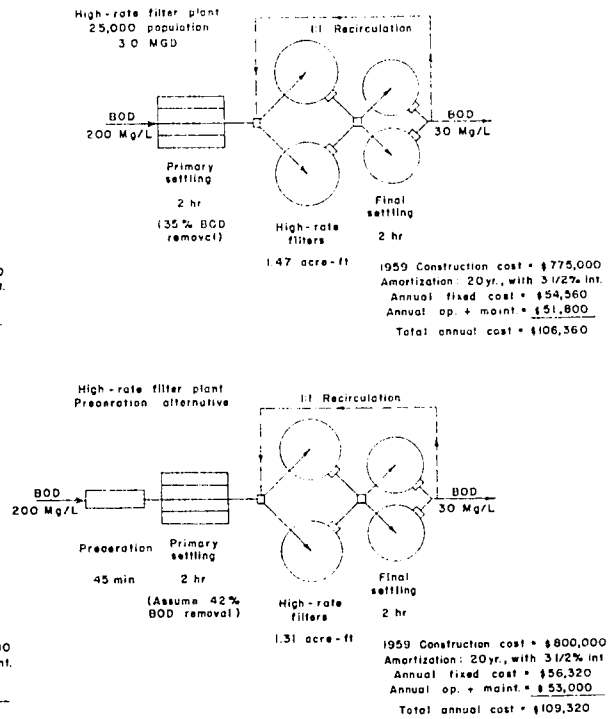 High-rate filter plant
25,000 population
3.0 MGD
1:1 Recirculation
BOD
200 Mg/L
BOD
30 Mg/L
Primary
settling
2 hr
(35% BOD
removal)
High-rate
filters
1.47 acre-ft
Final
settling
2 hr
1959 Construction cost = $775,000
Amortization: 20yr., with 3 1/2% int.
Annual fixed cost = $54,560
Annual op. + maint. = $51,800
Total annual cost = $106,360
High-rate filter plant
Preaeration alternative
1:1 Recirculation
BOD
200 Mg/L
BOD
30 Mg/L
Preaeration
45 min
Primary
settling
2 hr
(Assume 42%
BOD removal)
High-rate
filters
1.31 acre-ft
Final
settling
2 hr
1959 Construction cost = $800,000
Amortization: 20yr., with 3 1/2% int
Annual fixed cost = $56,320
Annual op. + maint. = $53,000
Total annual cost = $109,320